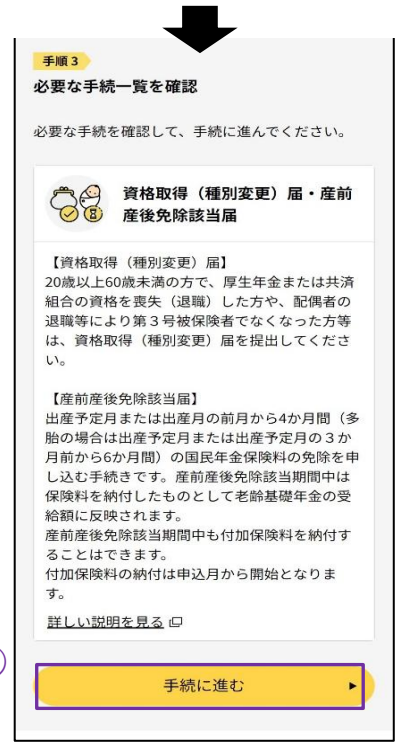 手順3
必要な手続一覧を確認
必要な手続を確認して、手続に進んでください。
資格取得（種別変更）届・産前
産後免除該当届
【資格取得（種別変更）届】
20歳以上60歳未満の方で、厚生年金または共済
組合の資格を喪失（退職）した方や、配偶者の
退職等により第３号被保険者でなくなった方等
は、資格取得（種別変更）届を提出してくださ
い。
【産前産後免除該当届】
出産予定月または出産月の前月から4か月間（多
胎の場合は出産予定月または出産予定月の３か
月前から6か月間）の国民年金保険料の免除を申
し込む手続きです。産前産後免除該当期間中は
保険料を納付したものとして老齢基礎年金の受
給額に反映されます。
産前産後免除該当期間中も付加保険料を納付す
ることはできます。
付加保険料の納付は申込月から開始となりま
す。
詳しい説明を見る
手続に進む